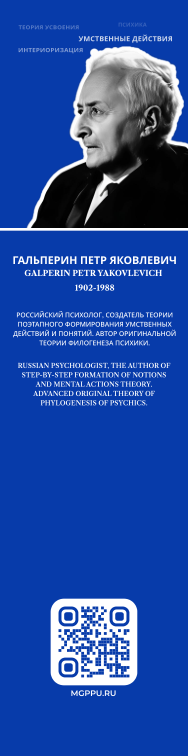 ПСИХИКА
ТЕОРИЯ УСВОЕНИЯ
УМСТВЕННЫЕ ДЕЙСТВИЯ
ИНТЕРИОРИЗАЦИЯ
ГАЛЬПЕРИН ПЕТР ЯКОВЛЕВИЧ
GALPERIN PETR YAKOVLEVICH
1902-1988
РОССИЙСКИЙ ПСИХОЛОГ, СОЗДАТЕЛЬ ТЕОРИИ
ПОЭТАПНОГО ФОРМИРОВАНИЯ УМСТВЕННЫХ
ДЕЙСТВИЙ И ПОНЯТИЙ. АВТОР ОРИГИНАЛЬНОЙ
ТЕОРИИ ФИЛОГЕНЕЗА ПСИХИКИ.
RUSSIAN PSYCHOLOGIST, THE AUTHOR OF
STEP-BY-STEP FORMATION OF NOTIONS
AND MENTAL ACTIONS THEORY.
ADVANCED ORIGINAL THEORY OF
PHYLOGENESIS OF PSYCHICS.
MGPPU.RU